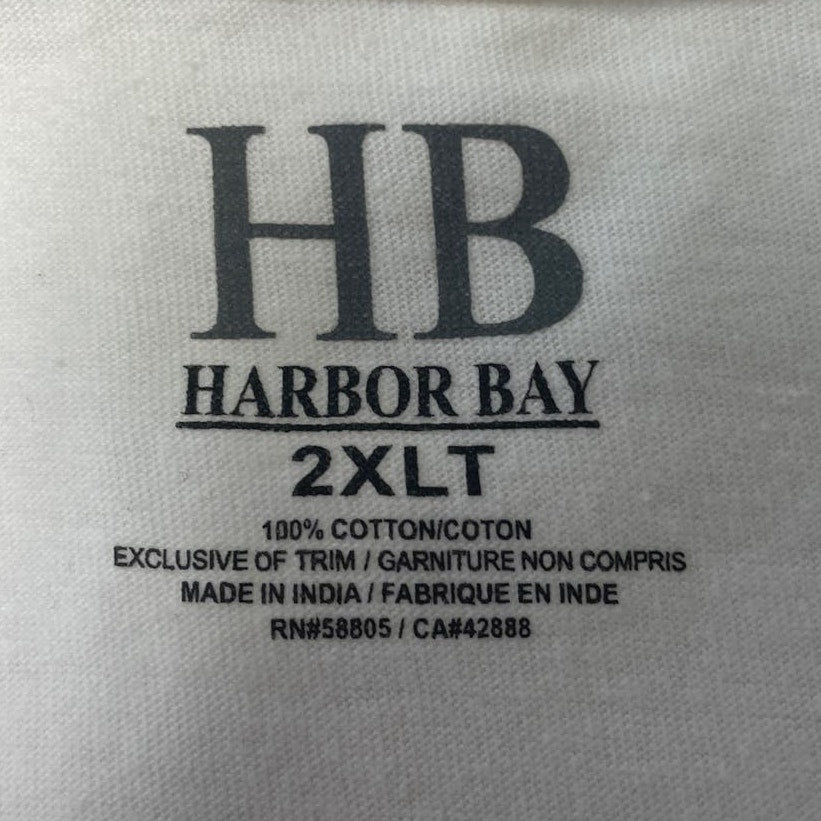 HB
HARBOR BAY
2XLT
100% COTTON/COTON
EXCLUSIVE OF TRIM / GARNITURE NON COMPRIS
MADE IN INDIA / FABRIQUE EN INDE
RN#58805 / CA#42888